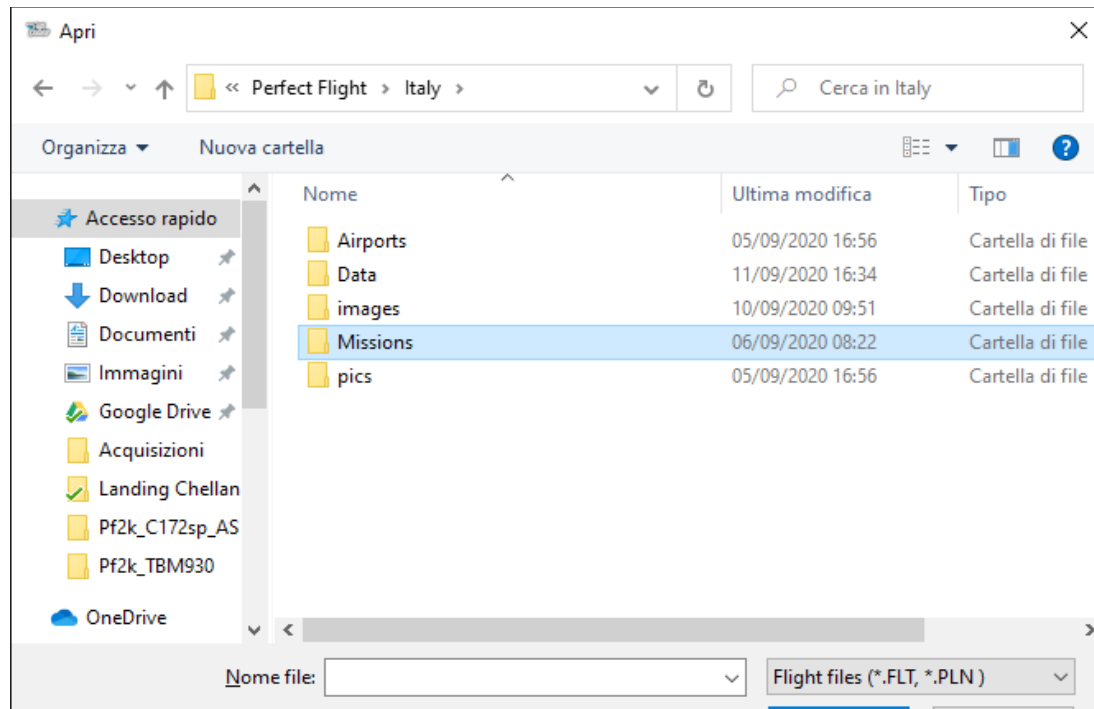 Apri
« Perfect Flight › Italy ›
Cerca in Italy
Organizza
Nuova cartella
?
Nome
Ultima modifica
Tipo
Accesso rapido
Desktop
Download
Documenti
Immagini
Google Drive
Acquisizioni
Landing Chellan
Pf2k_C172sp_AS
Pf2k_TBM930
OneDrive
Airports 05/09/2020 16:56 Cartella di file
Data 11/09/2020 16:34 Cartella di file
images 10/09/2020 09:51 Cartella di file
Missions 06/09/2020 08:22 Cartella di file
pics 05/09/2020 16:56 Cartella di file
Nome file:
Flight files (*.FLT, *.PLN )